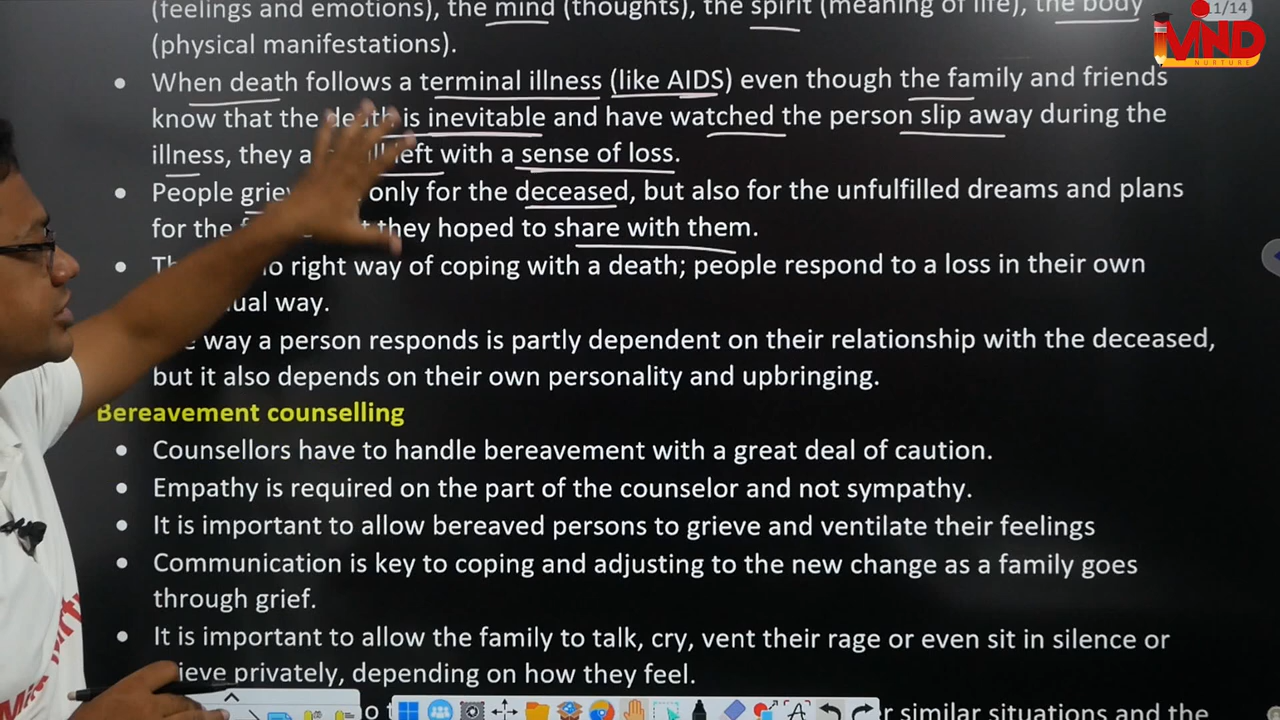 (feelings and emotions), the mind (thoughts), the spirit (meaning of life), the body
11/14
(physical manifestations).
MIND
NURTURE
• When death follows a terminal illness (like AIDS) even though the family and friends
know that the death is inevitable and have watched the person slip away during the
illness, they left with a sense of loss.
• People only for the deceased, but also for the unfulfilled dreams and plans
for the they hoped to share with them.
• right way of coping with a death; people respond to a loss in their own
way.
way a person responds is partly dependent on their relationship with the deceased,
but it also depends on their own personality and upbringing.
Bereavement counselling
• Counsellors have to handle bereavement with a great deal of caution.
• Empathy is required on the part of the counselor and not sympathy.
• It is important to allow bereaved persons to grieve and ventilate their feelings
• Communication is key to coping and adjusting to the new change as a family goes
through grief.
• It is important to allow the family to talk, cry, vent their rage or even sit in silence or
privately, depending on how they feel.
similar situations and the